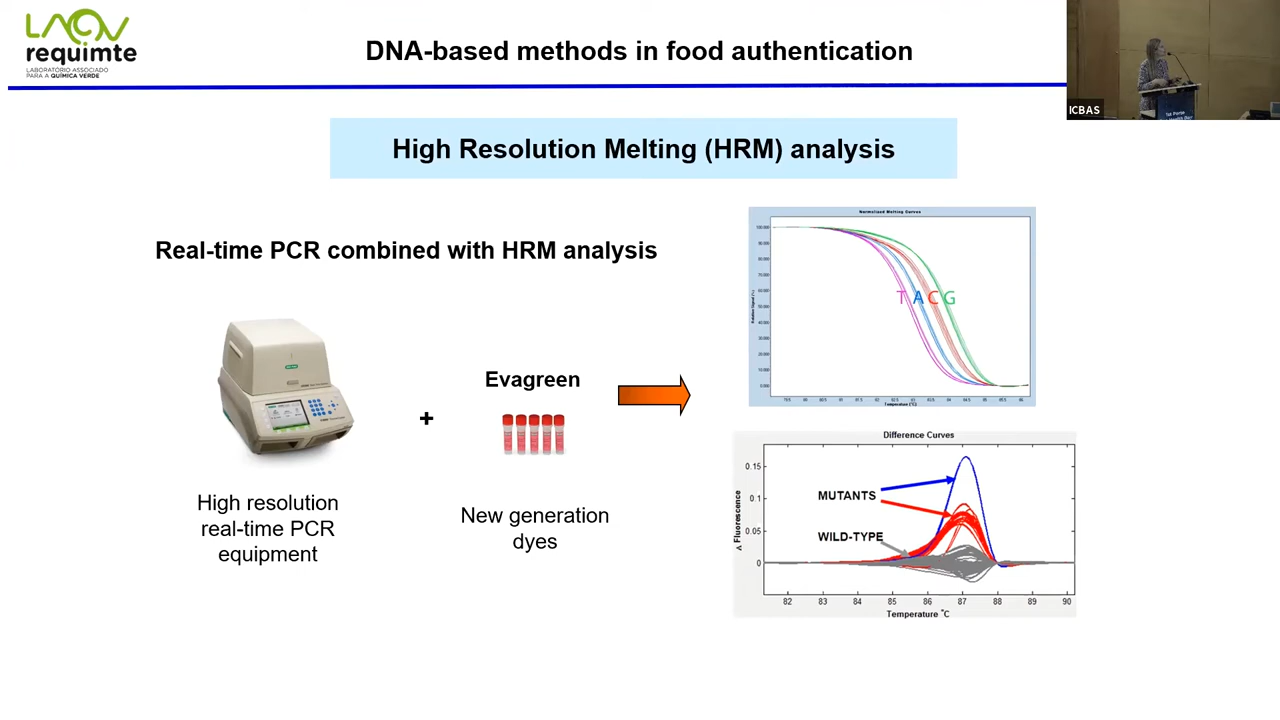 LAQV
requimte
LABORATÓRIO ASSOCIADO
PARA A QUÍMICA VERDE
DNA-based methods in food authentication
ICBAS
High Resolution Melting (HRM) analysis
Real-time PCR combined with HRM analysis
Evagreen
+
High resolution
real-time PCR
equipment
New generation
dyes
Normalized Melting Curves
T A C G
Temperature (°C)
Difference Curves
0.15
0.1
0.05
0
Δ Fluorescence
MUTANTS
WILD-TYPE
82 83 84 85 86 87 88 89 90
Temperature °C